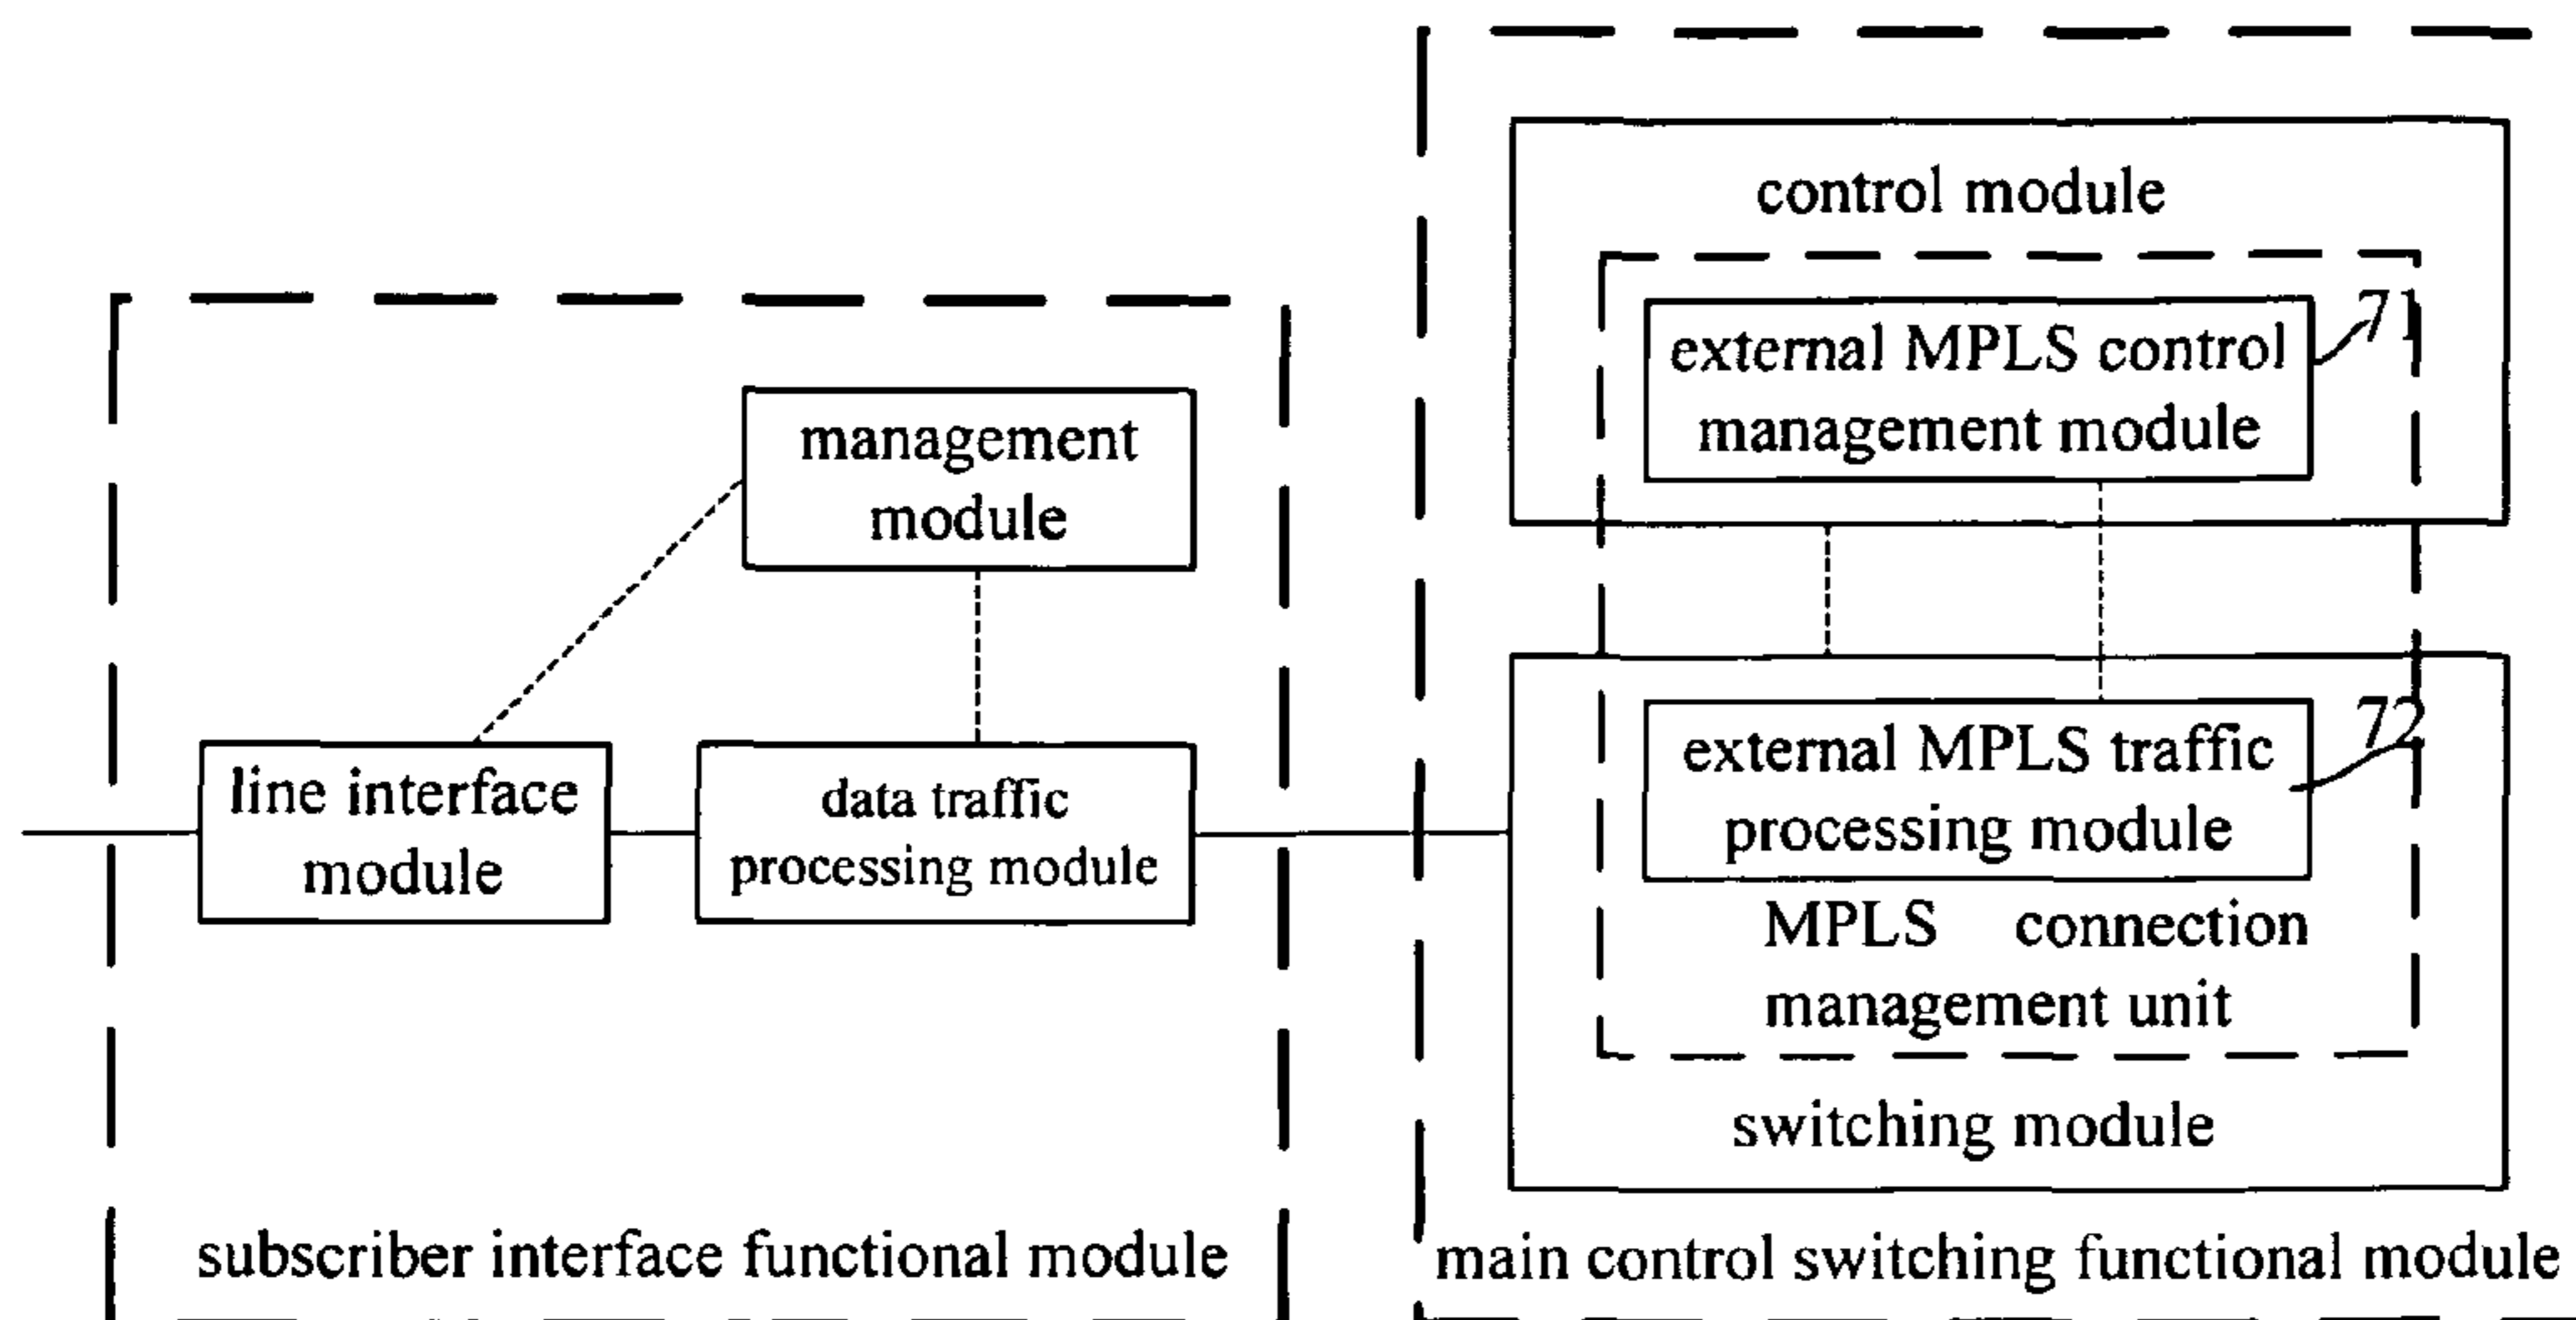 control module
external MPLS control
management module
71
management
module
line interface
module
data traffic
processing module
external MPLS traffic
processing module
72
MPLS connection
management unit
switching module
subscriber interface functional module
main control switching functional module